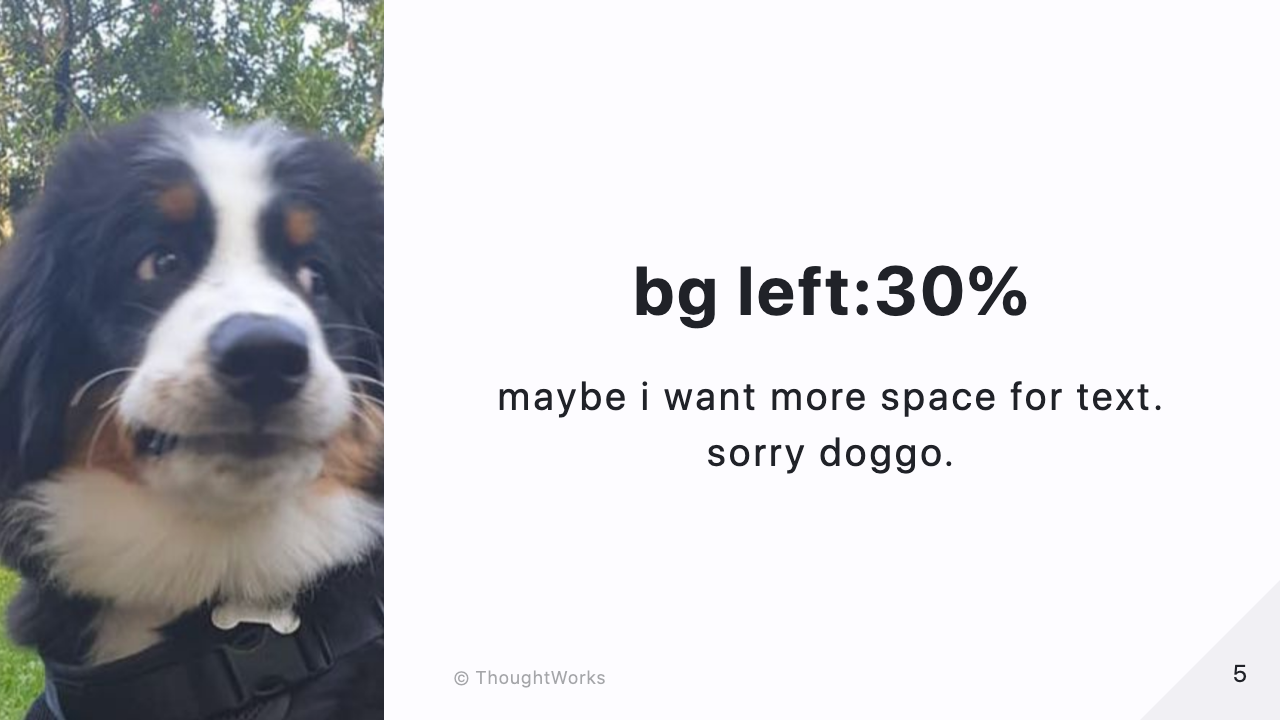 bg left:30%
maybe i want more space for text.
sorry doggo.
© ThoughtWorks
5